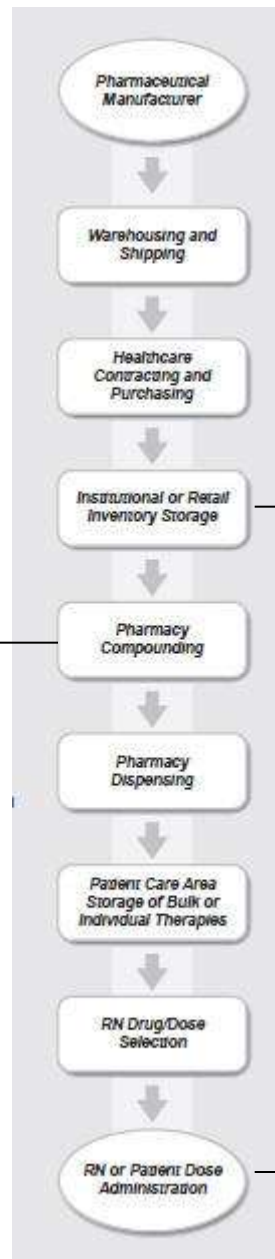 Pharmaceutical
Manufacturer
Warehousing and
Shipping
Healthcare
Contracting and
Purchasing
Institutional or Retail
Inventory Storage
Pharmacy
Compounding
Pharmacy
Dispensing
Patient Care Area
Storage of Bulk or
Individual Therapies
RN Drug/Dose
Selection
RN or Patient Dose
Administration